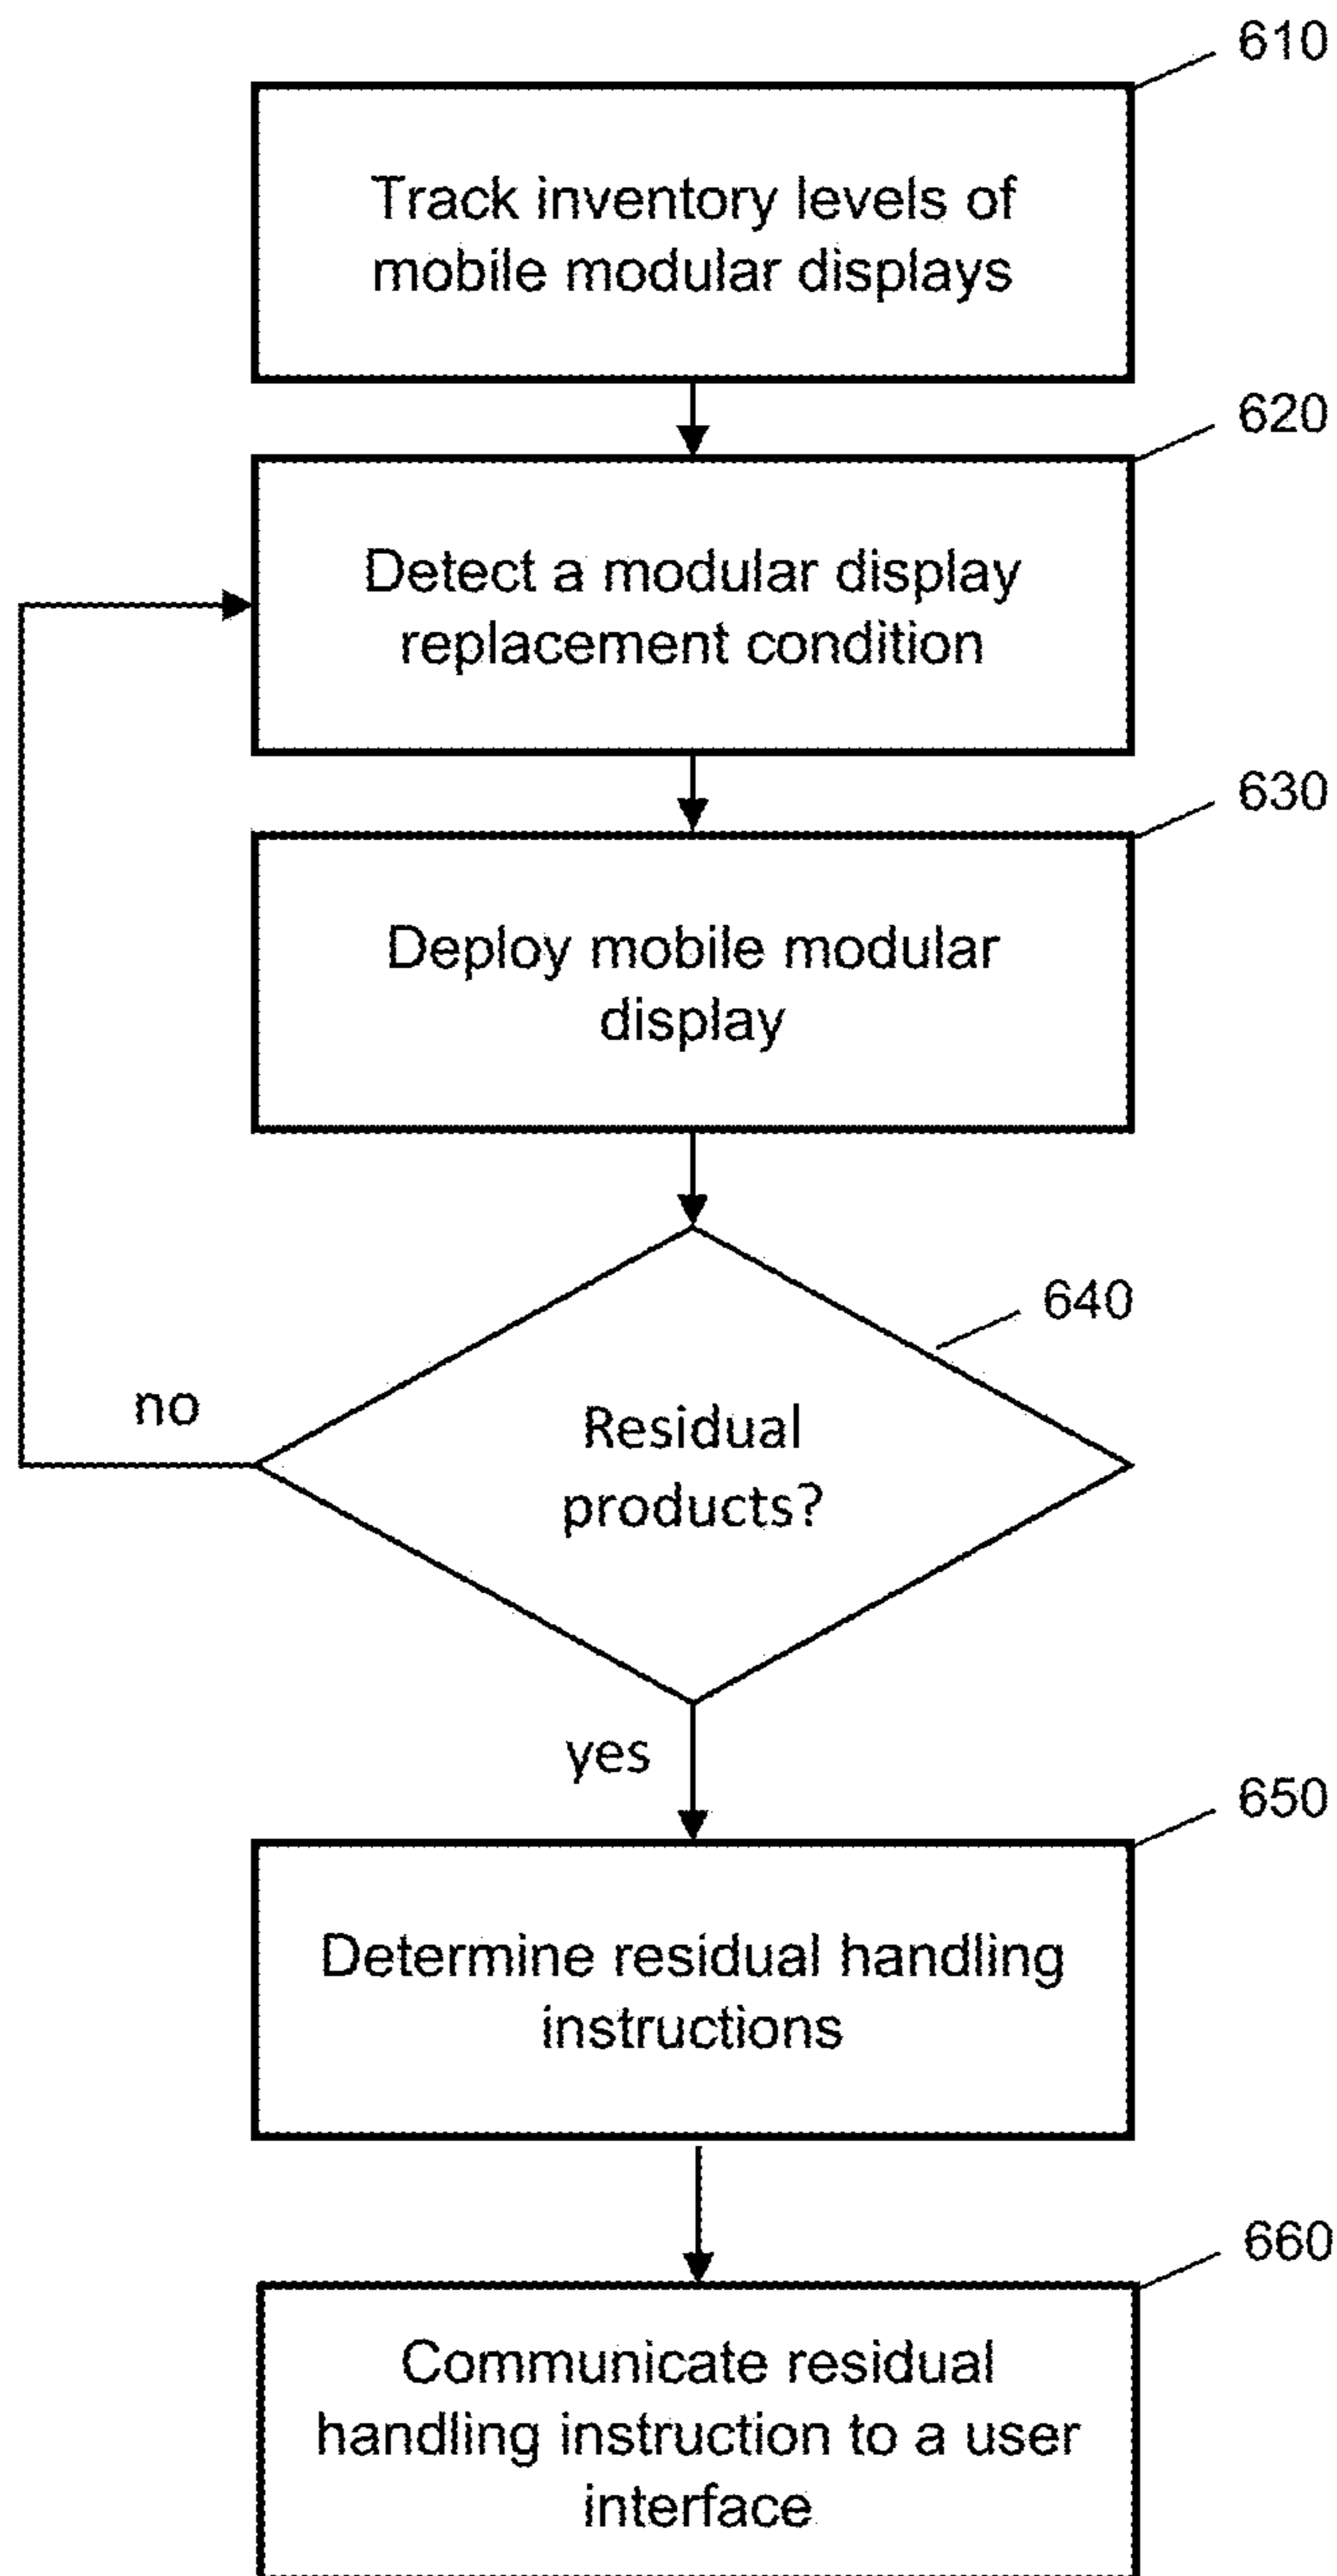 610
Track inventory levels of
mobile modular displays
620
Detect a modular display
replacement condition
630
Deploy mobile modular
display
640
Residual
products?
no
yes
650
Determine residual handling
instructions
660
Communicate residual
handling instruction to a user
interface